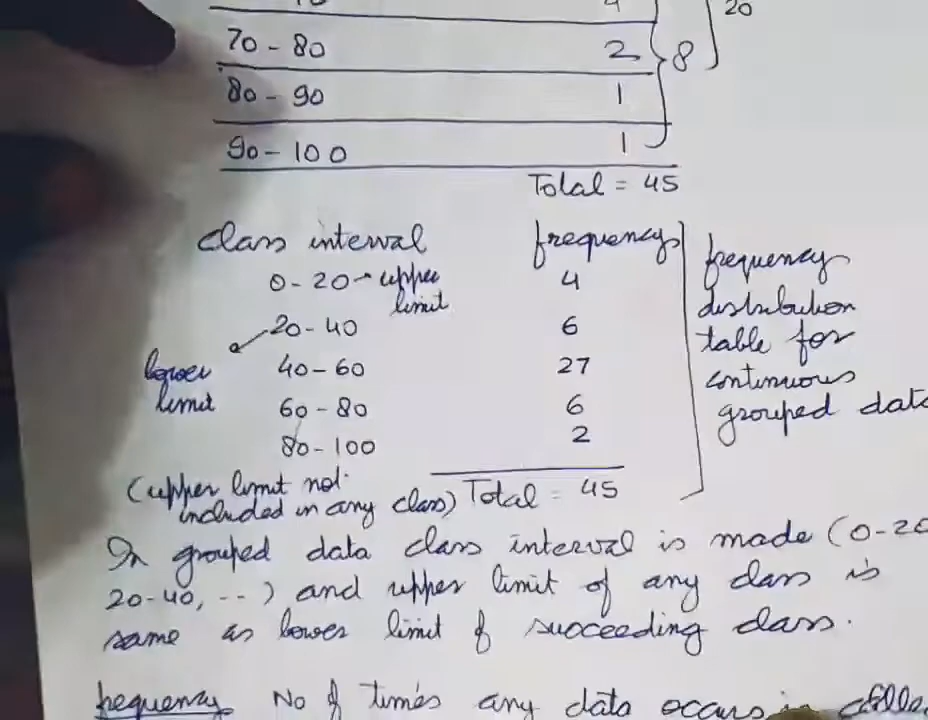 4
20
70 - 80 2
8
80 - 90 1
90 - 100 1
Total = 45
class interval frequency
0 - 20 upper limit 4
20 - 40 6
lower limit
40 - 60 27
60 - 80 6
80 - 100 2
frequency
distribution
table for
continuous
grouped data
(upper limit not
included in any class) Total = 45
In grouped data class interval is made (0-20
20-40, --) and upper limit of any class is
same as lower limit of succeeding class.
frequency No of times any data occurs in